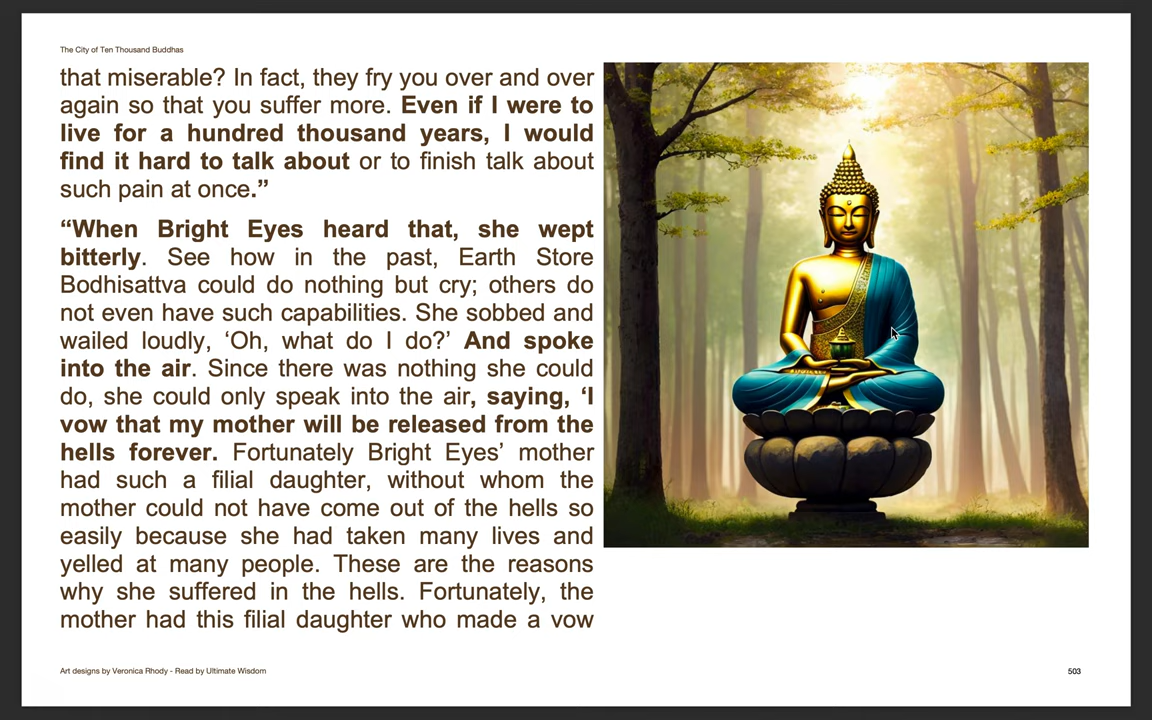 The City of Ten Thousand Buddhas
that miserable? In fact, they fry you over and over
again so that you suffer more. Even if I were to
live for a hundred thousand years, I would
find it hard to talk about or to finish talk about
such pain at once.”
“When Bright Eyes heard that, she wept
bitterly. See how in the past, Earth Store
Bodhisattva could do nothing but cry; others do
not even have such capabilities. She sobbed and
wailed loudly, ‘Oh, what do I do?’ And spoke
into the air. Since there was nothing she could
do, she could only speak into the air, saying, ‘I
vow that my mother will be released from the
hells forever. Fortunately Bright Eyes’ mother
had such a filial daughter, without whom the
mother could not have come out of the hells so
easily because she had taken many lives and
yelled at many people. These are the reasons
why she suffered in the hells. Fortunately, the
mother had this filial daughter who made a vow
Art designs by Veronica Rhody - Read by Ultimate Wisdom
503